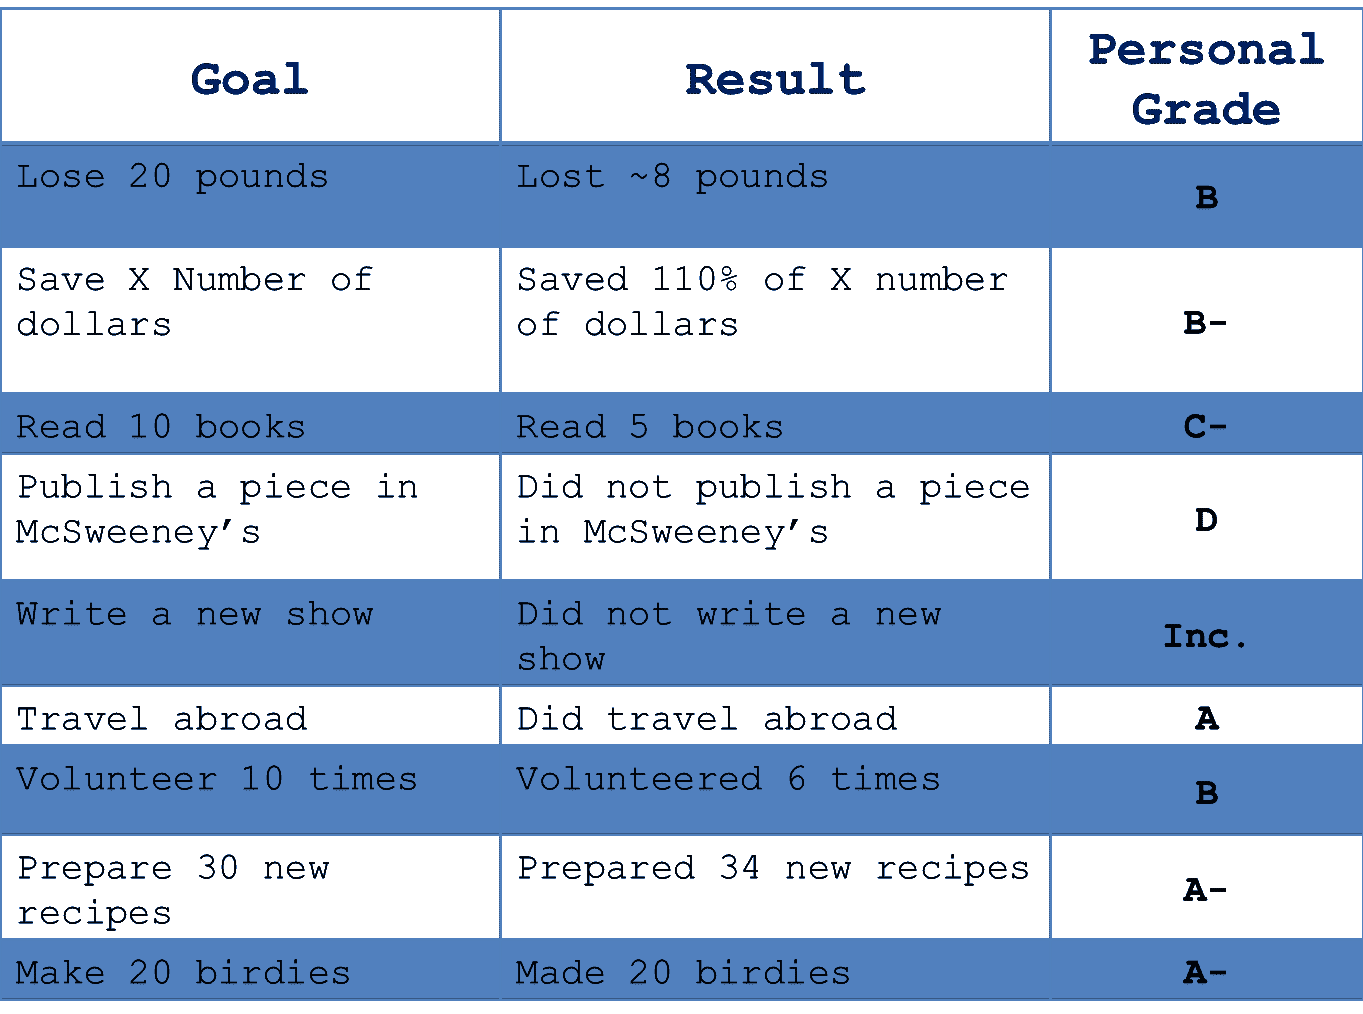 Goal Result Personal Grade
Lose 20 pounds Lost ~8 pounds B
Save X Number of dollars Saved 110% of X number of dollars B-
Read 10 books Read 5 books C-
Publish a piece in McSweeney’s Did not publish a piece in McSweeney’s D
Write a new show Did not write a new show Inc.
Travel abroad Did travel abroad A
Volunteer 10 times Volunteered 6 times B
Prepare 30 new recipes Prepared 34 new recipes A-
Make 20 birdies Made 20 birdies A-